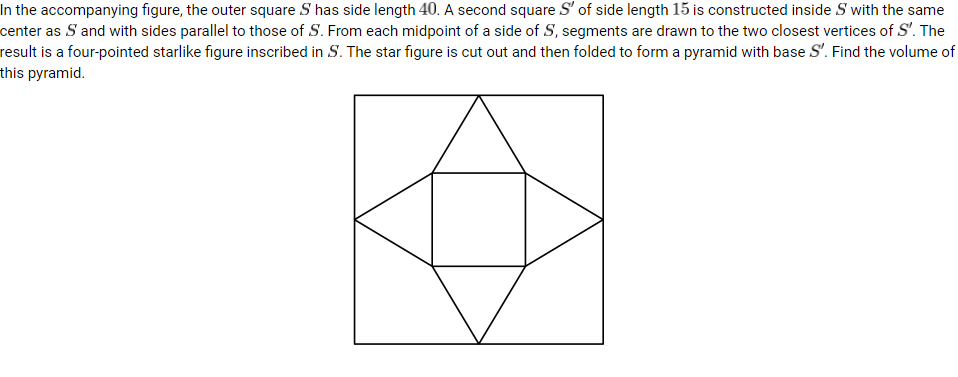 In the accompanying figure, the outer square S has side length 40. A second square S′ of side length 15 is constructed inside S with the same
center as S and with sides parallel to those of S. From each midpoint of a side of S, segments are drawn to the two closest vertices of S′. The
result is a four-pointed starlike figure inscribed in S. The star figure is cut out and then folded to form a pyramid with base S′. Find the volume of
this pyramid.